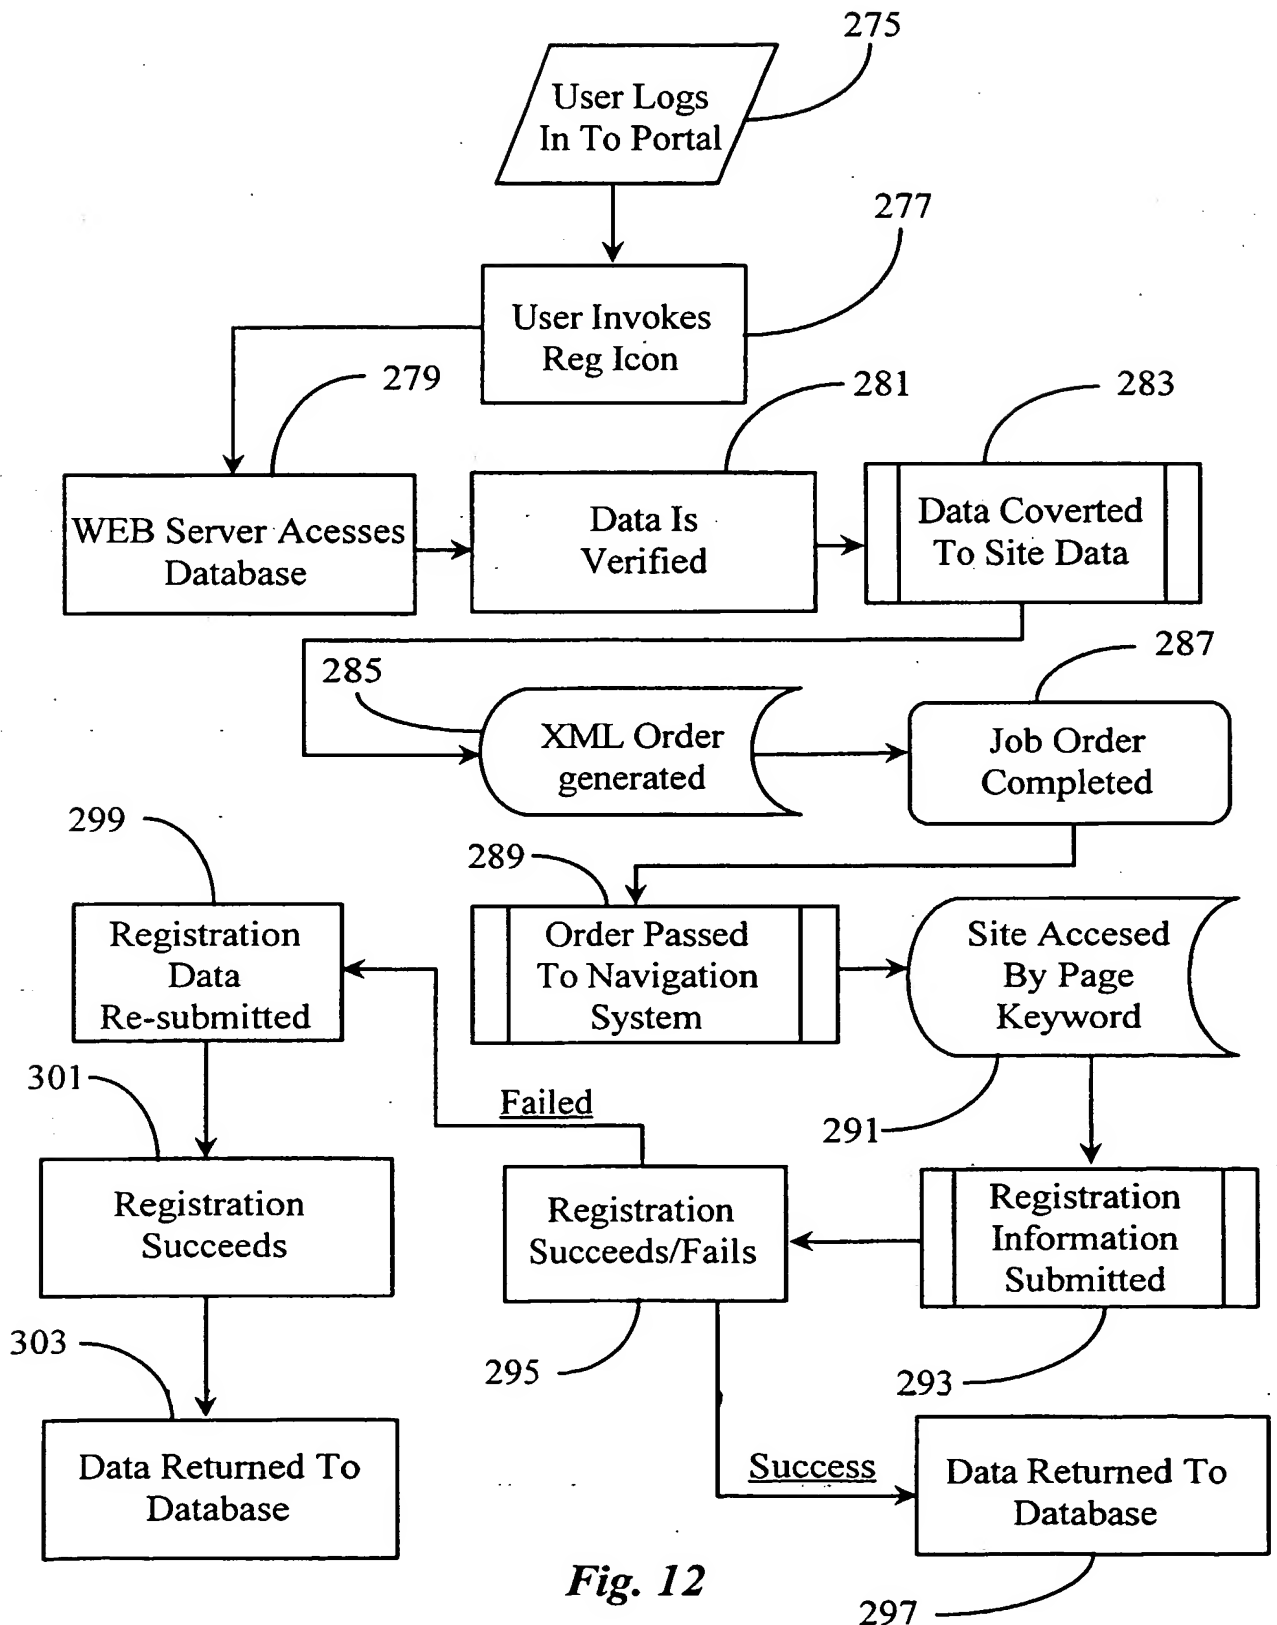 275
User Logs
In To Portal
277
User Invokes
Reg Icon
279
281
283
WEB Server Acesses
Database
Data Is
Verified
Data Coverted
To Site Data
285
287
XML Order
generated
Job Order
Completed
299
289
Registration
Data
Re-submitted
Order Passed
To Navigation
System
Site Accesed
By Page
Keyword
301
Failed
291
Registration
Succeeds
Registration
Succeeds/Fails
Registration
Information
Submitted
303
295
293
Data Returned To
Database
Success
Data Returned To
Database
Fig. 12
297